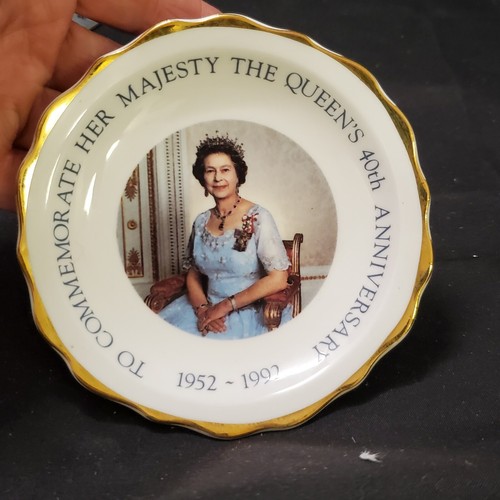 TO COMMEMORATE HER MAJESTY THE QUEEN'S 40th ANNIVERSARY
1952 ~ 1992